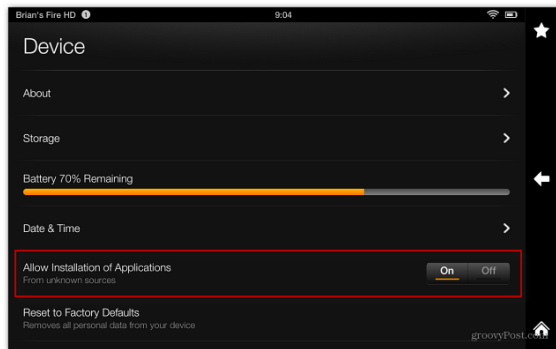 Brian's Fire HD 1 9:04
Device
About
Storage
Battery 70% Remaining
Date & Time
Allow Installation of Applications
On Off
From unknown sources
Reset to Factory Defaults
Removes all personal data from your device
groovyPost.com